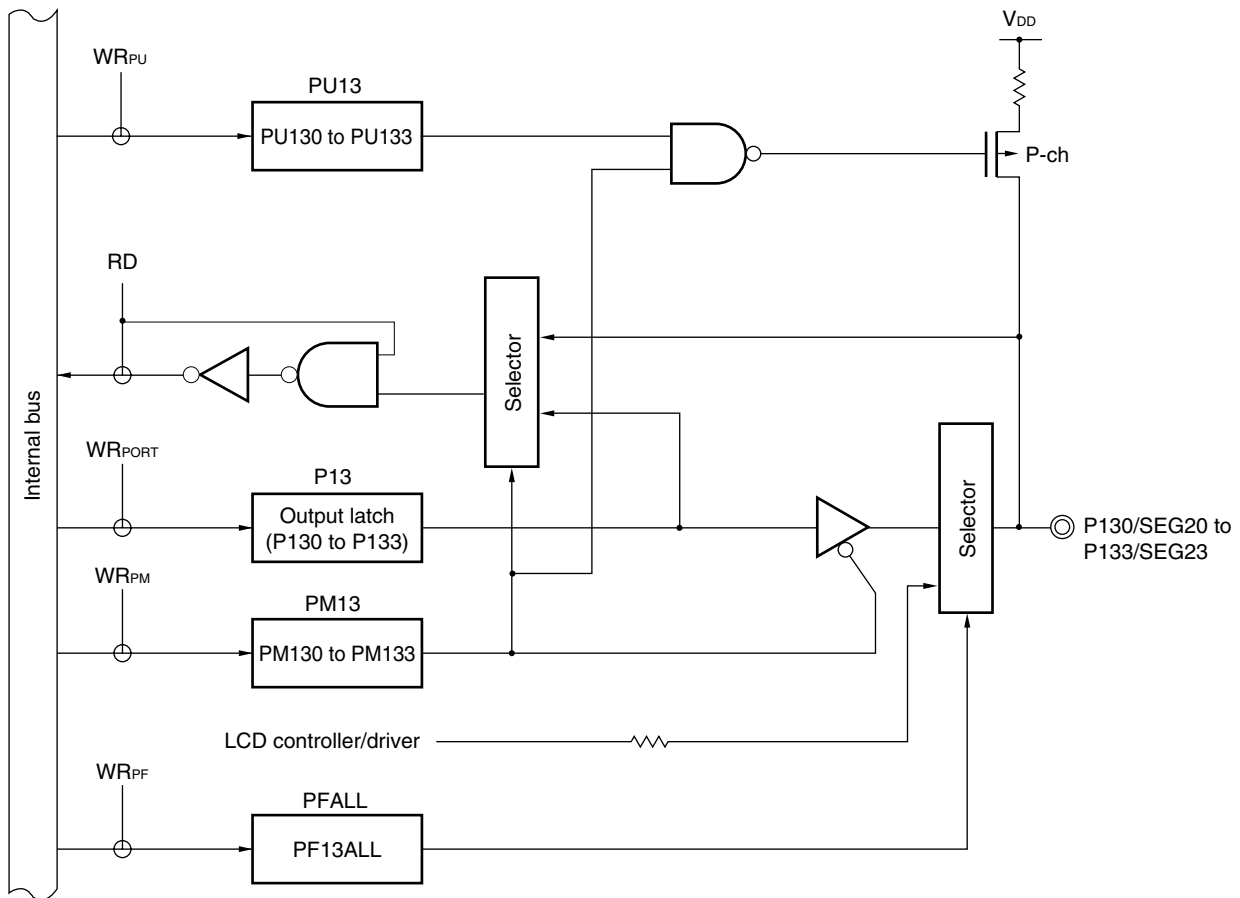 VDD
WRPU
PU13
PU130 to PU133
P-ch
RD
Selector
Internal bus
WRPORT
P13
Output latch
(P130 to P133)
Selector
P130/SEG20 to
P133/SEG23
WRPM
PM13
PM130 to PM133
LCD controller/driver
WRPF
PFALL
PF13ALL